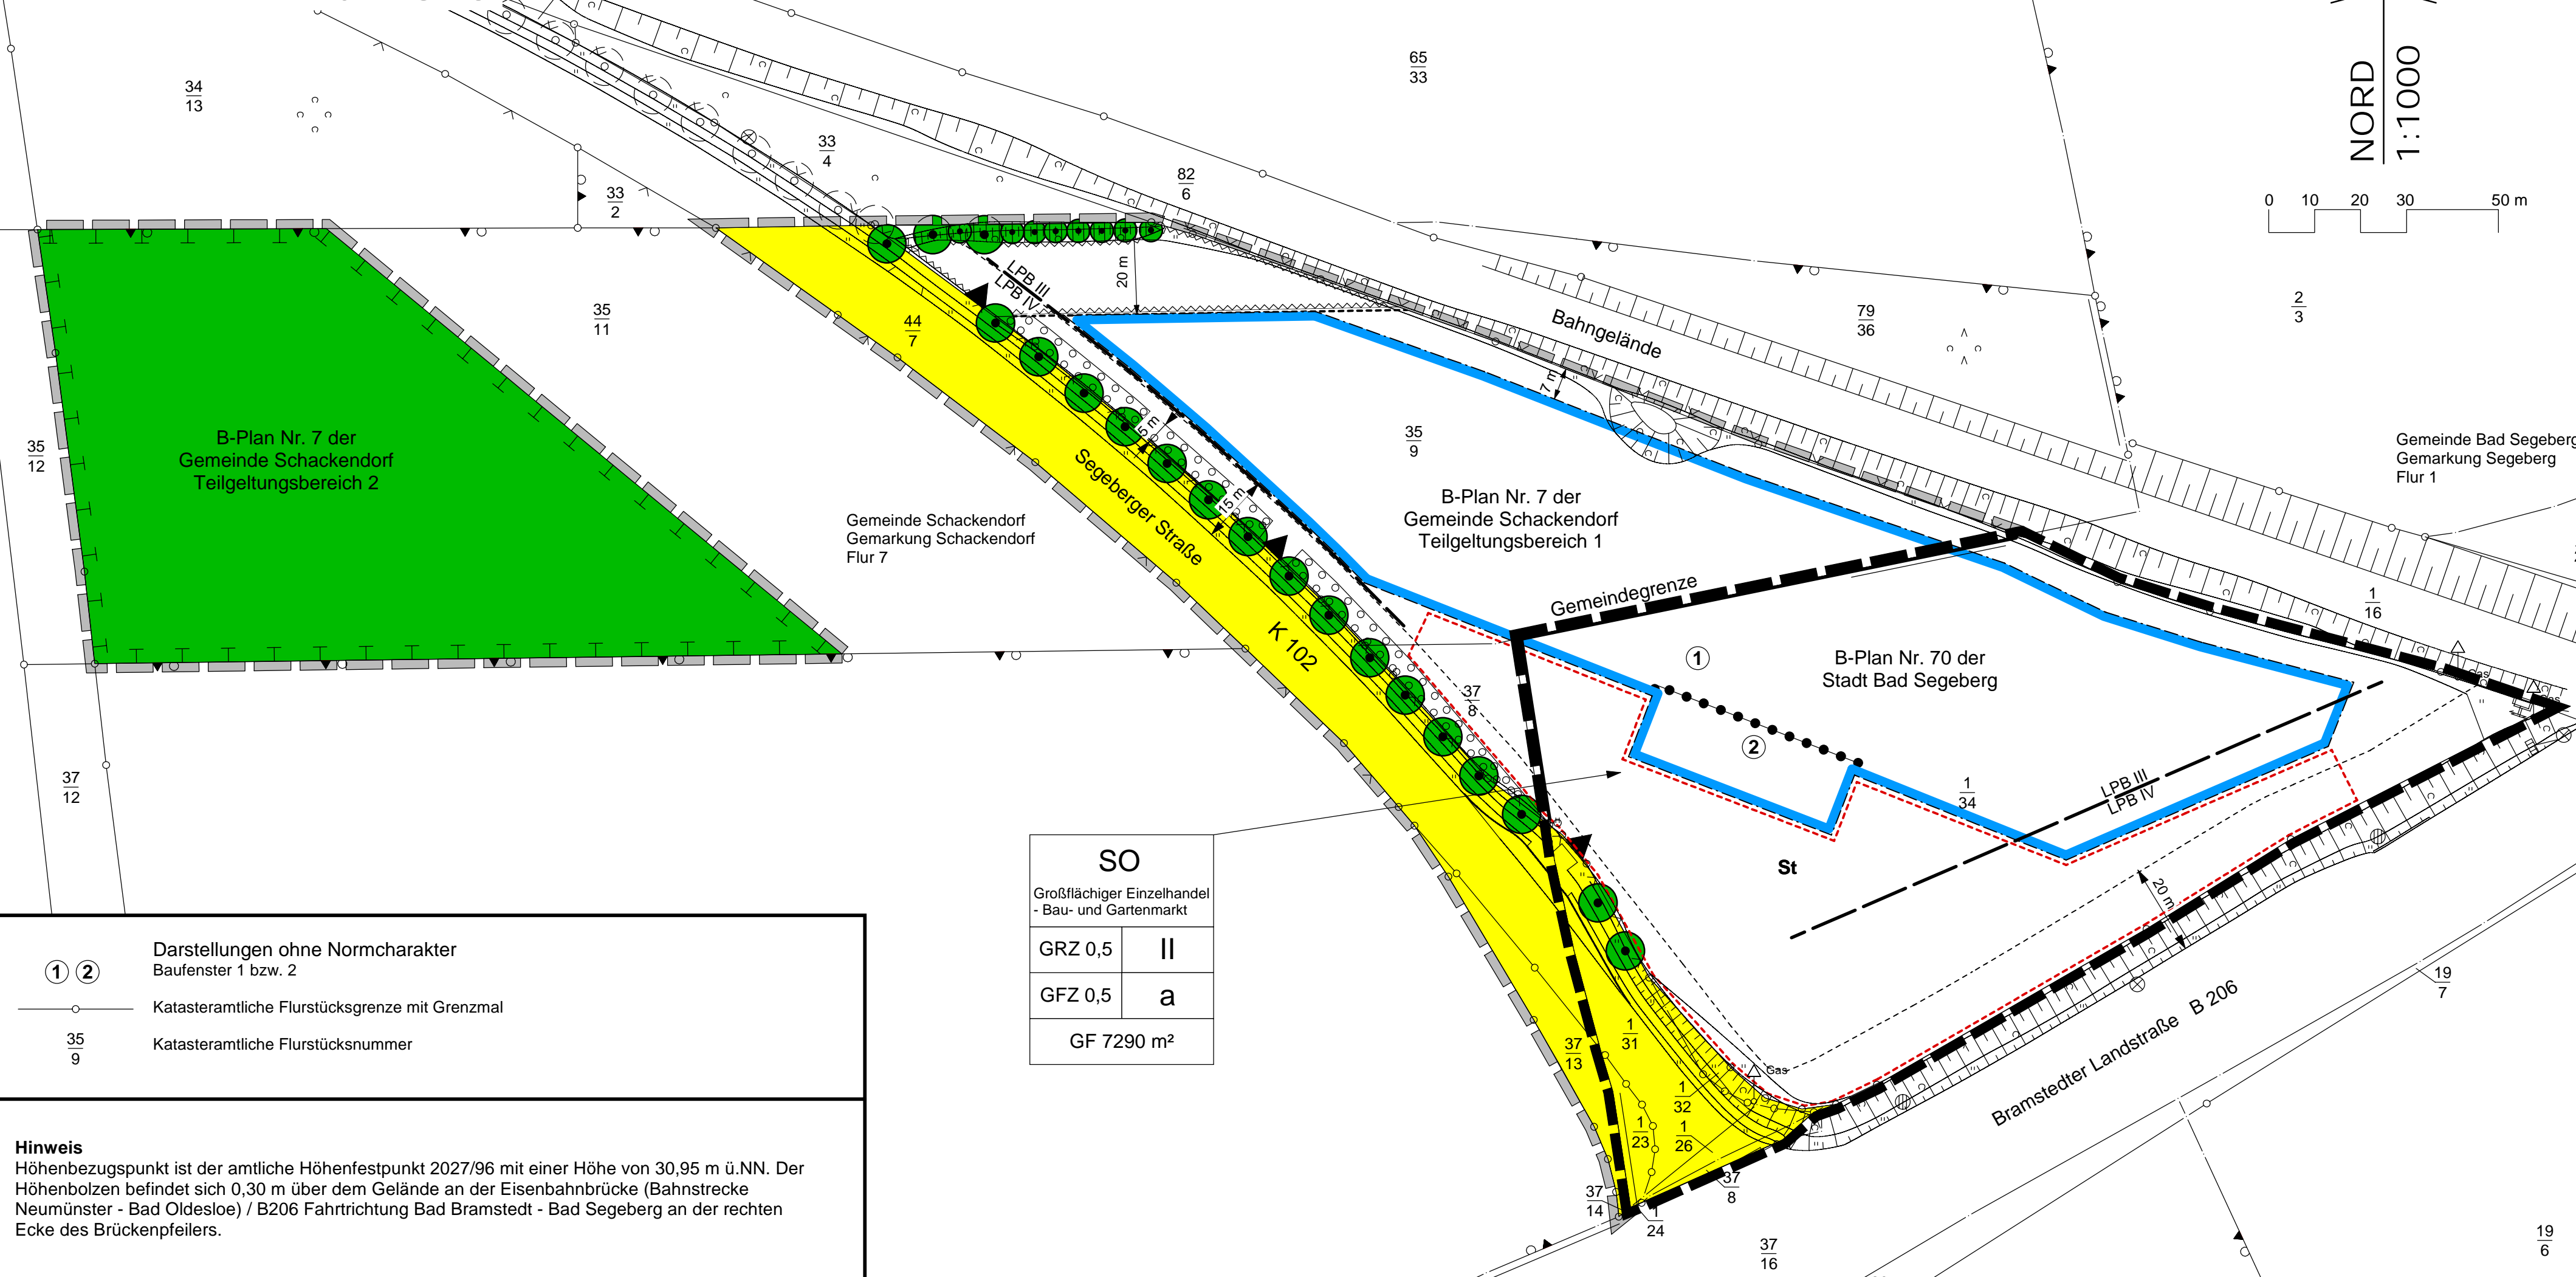 34
13
33
4
33
2
82
6
65
33
NORD
1:1000
0 10 20 30 50 m
2
3
79
36
Bahngelände
LPB III
LPB IV
20 m
7 m
35
11
44
7
35
12
B-Plan Nr. 7 der
Gemeinde Schackendorf
Teilgeltungsbereich 2
Gemeinde Schackendorf
Gemarkung Schackendorf
Flur 7
Segeberger Straße
5 m
15 m
35
9
B-Plan Nr. 7 der
Gemeinde Schackendorf
Teilgeltungsbereich 1
Gemeinde Bad Segeberg
Gemarkung Segeberg
Flur 1
Gemeindegrenze
K 102
37
8
1
B-Plan Nr. 70 der
Stadt Bad Segeberg
2
1
16
Gas
Gas
1
34
LPB III
LPB IV
St
20 m
37
12
SO
Großflächiger Einzelhandel
- Bau- und Gartenmarkt
GRZ 0,5 II
GFZ 0,5 a
GF 7290 m²
Bramstedter Landstraße B 206
19
7
1
31
37
13
1
32
Gas
1
23
1
26
37
8
37
14
1
24
37
16
19
6
1 2 Darstellungen ohne Normcharakter
Baufenster 1 bzw. 2
Katasteramtliche Flurstücksgrenze mit Grenzmal
35
9
Katasteramtliche Flurstücksnummer
Hinweis
Höhenbezugspunkt ist der amtliche Höhenfestpunkt 2027/96 mit einer Höhe von 30,95 m ü.NN. Der
Höhenbolzen befindet sich 0,30 m über dem Gelände an der Eisenbahnbrücke (Bahnstrecke
Neumünster - Bad Oldesloe) / B206 Fahrtrichtung Bad Bramstedt - Bad Segeberg an der rechten
Ecke des Brückenpfeilers.